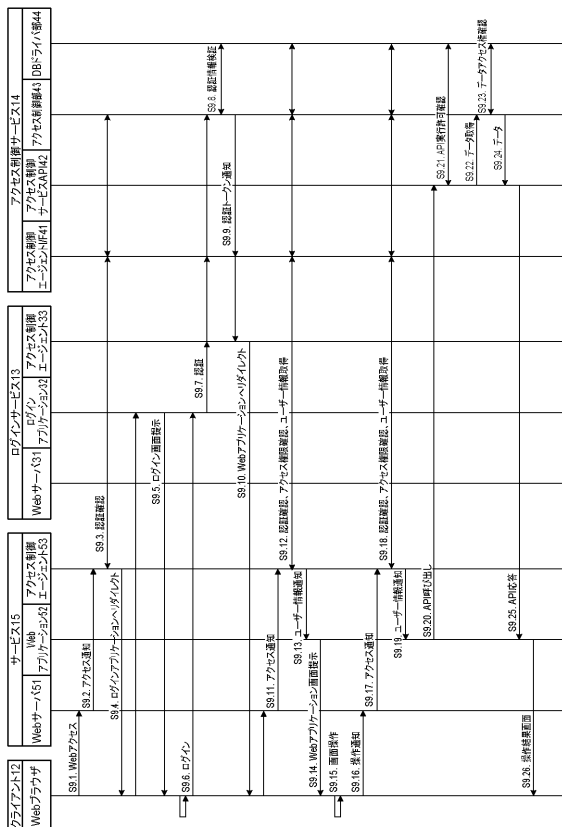 クライアント12
Webブラウザ
サービス15
Webサーバ51
Web
アプリケーション52
アクセス制御
エージェント53
ログインサービス13
Webサーバ31
ログイン
アプリケーション32
アクセス制御
エージェント33
アクセス制御サービス14
アクセス制御
エージェントI/F41
アクセス制御
サービスAPI42
アクセス制御部43
DBドライバ部44
S9.1. Webアクセス
S9.2. アクセス通知
S9.3. 認証確認
S9.4. ログインアプリケーションへリダイレクト
S9.5. ログイン画面提示
S9.6. ログイン
S9.7. 認証
S9.8. 認証情報検証
S9.9. 認証トークン通知
S9.10. Webアプリケーションへリダイレクト
S9.11. アクセス通知
S9.12. 認証確認、アクセス権限確認、ユーザー情報取得
S9.13. ユーザー情報通知
S9.14. Webアプリケーション画面提示
S9.15. 画面操作
S9.16. 操作通知
S9.17. アクセス通知
S9.18. 認証確認、アクセス権限確認、ユーザー情報取得
S9.19. ユーザー情報通知
S9.20. API呼び出し
S9.21. API実行許可確認
S9.22. データ取得
S9.23. データアクセス権確認
S9.24. データ
S9.25. API応答
S9.26. 操作結果画面